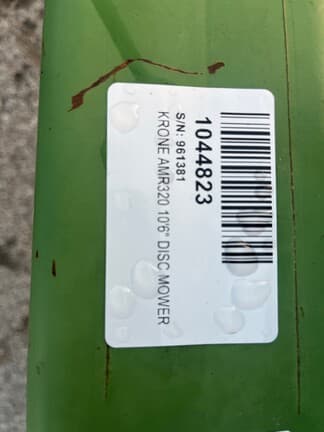 1044823
S/N: 961381
KRONE AMR320 10'6" DISC MOWER